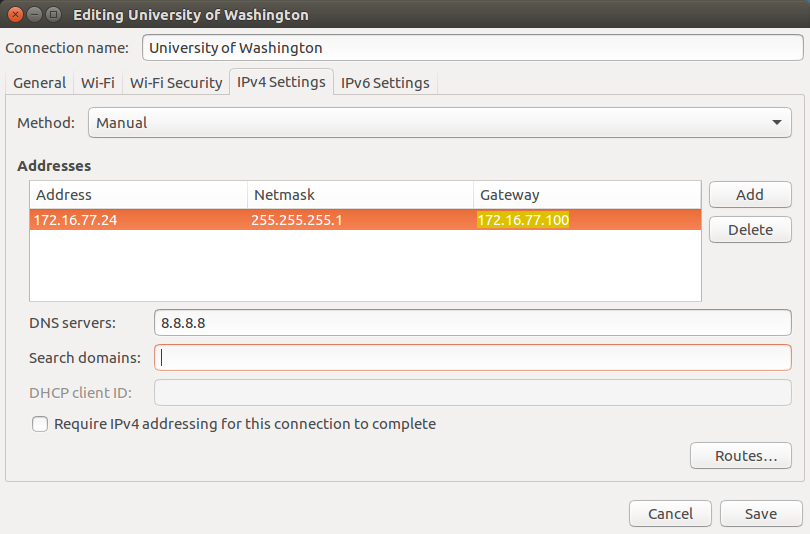 Editing University of Washington
Connection name: University of Washington
General Wi-Fi Wi-Fi Security IPv4 Settings IPv6 Settings
Method: Manual
Addresses
Address Netmask Gateway Add
172.16.77.24 255.255.255.1 172.16.77.100
Delete
DNS servers: 8.8.8.8
Search domains:
DHCP client ID:
Require IPv4 addressing for this connection to complete
Routes...
Cancel Save